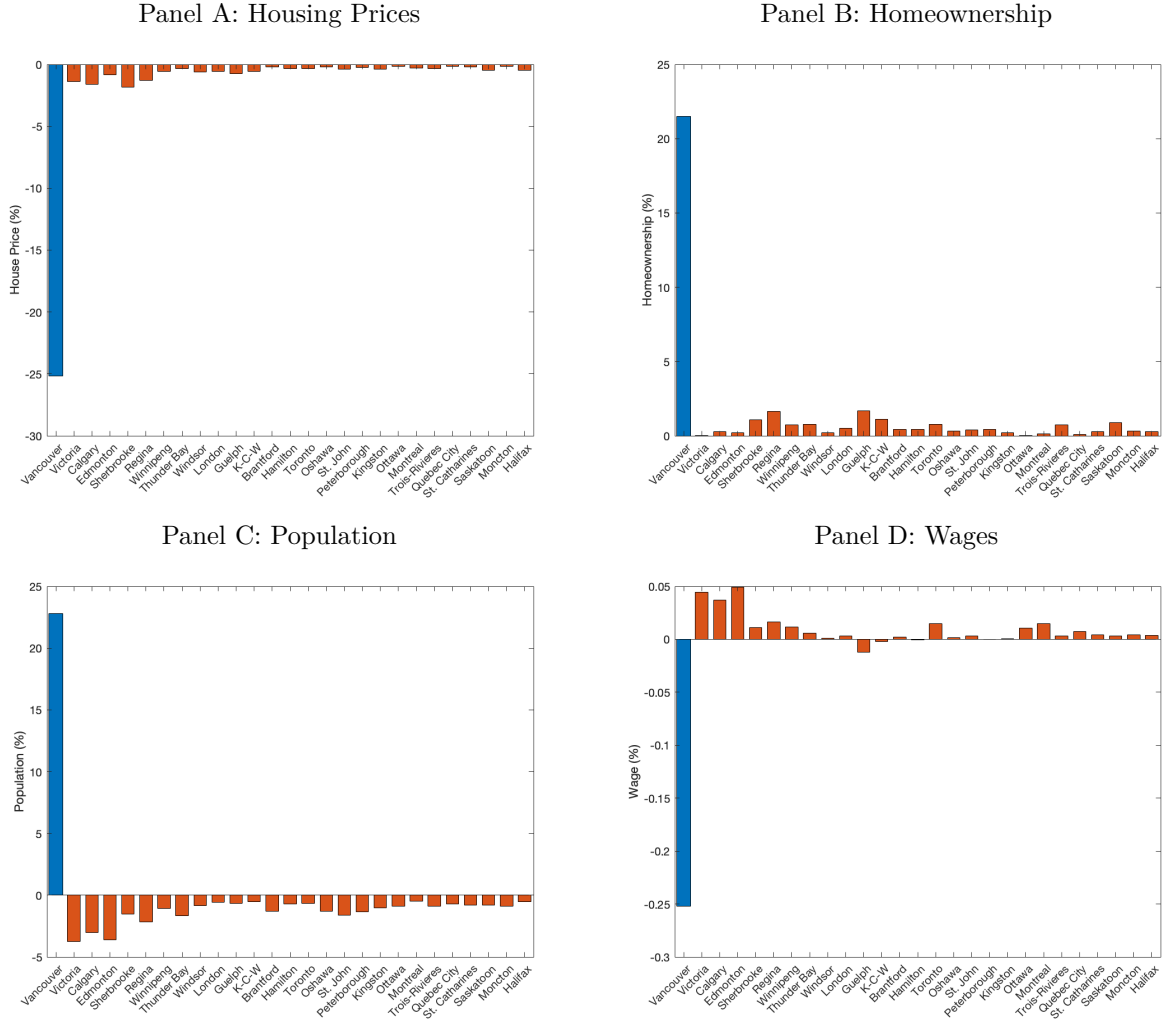 Panel A: Housing Prices
0
-5
-10
-15
-20
-25
-30
House Price (%)
Vancouver
Victoria
Calgary
Edmonton
Sherbrooke
Regina
Winnipeng
Thunder Bay
Windsor
London
Guelph
K-C-W
Brantford
Hamilton
Toronto
Oshawa
St. John
Peterborough
Kingston
Ottawa
Montreal
Trois-Rivieres
Quebec City
St. Catharines
Saskatoon
Moncton
Halifax
Panel B: Homeownership
25
20
15
10
5
0
Homeownership (%)
Vancouver
Victoria
Calgary
Edmonton
Sherbrooke
Regina
Winnipeng
Thunder Bay
Windsor
London
Guelph
K-C-W
Brantford
Hamilton
Toronto
Oshawa
St. John
Peterborough
Kingston
Ottawa
Montreal
Trois-Rivieres
Quebec City
St. Catharines
Saskatoon
Moncton
Halifax
Panel C: Population
25
20
15
10
5
0
-5
Population (%)
Vancouver
Victoria
Calgary
Edmonton
Sherbrooke
Regina
Winnipeng
Thunder Bay
Windsor
London
Guelph
K-C-W
Brantford
Hamilton
Toronto
Oshawa
St. John
Peterborough
Kingston
Ottawa
Montreal
Trois-Rivieres
Quebec City
St. Catharines
Saskatoon
Moncton
Halifax
Panel D: Wages
0.05
0
-0.05
-0.1
-0.15
-0.2
-0.25
-0.3
Wage (%)
Vancouver
Victoria
Calgary
Edmonton
Sherbrooke
Regina
Winnipeng
Thunder Bay
Windsor
London
Guelph
K-C-W
Brantford
Hamilton
Toronto
Oshawa
St. John
Peterborough
Kingston
Ottawa
Montreal
Trois-Rivieres
Quebec City
St. Catharines
Saskatoon
Moncton
Halifax